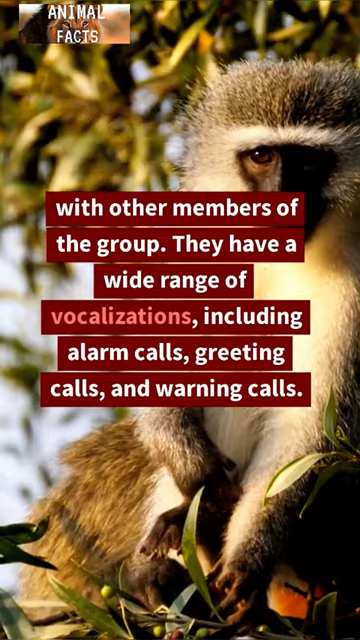 ANIMAL
FACTS
with other members of
the group. They have a
wide range of
vocalizations, including
alarm calls, greeting
calls, and warning calls.